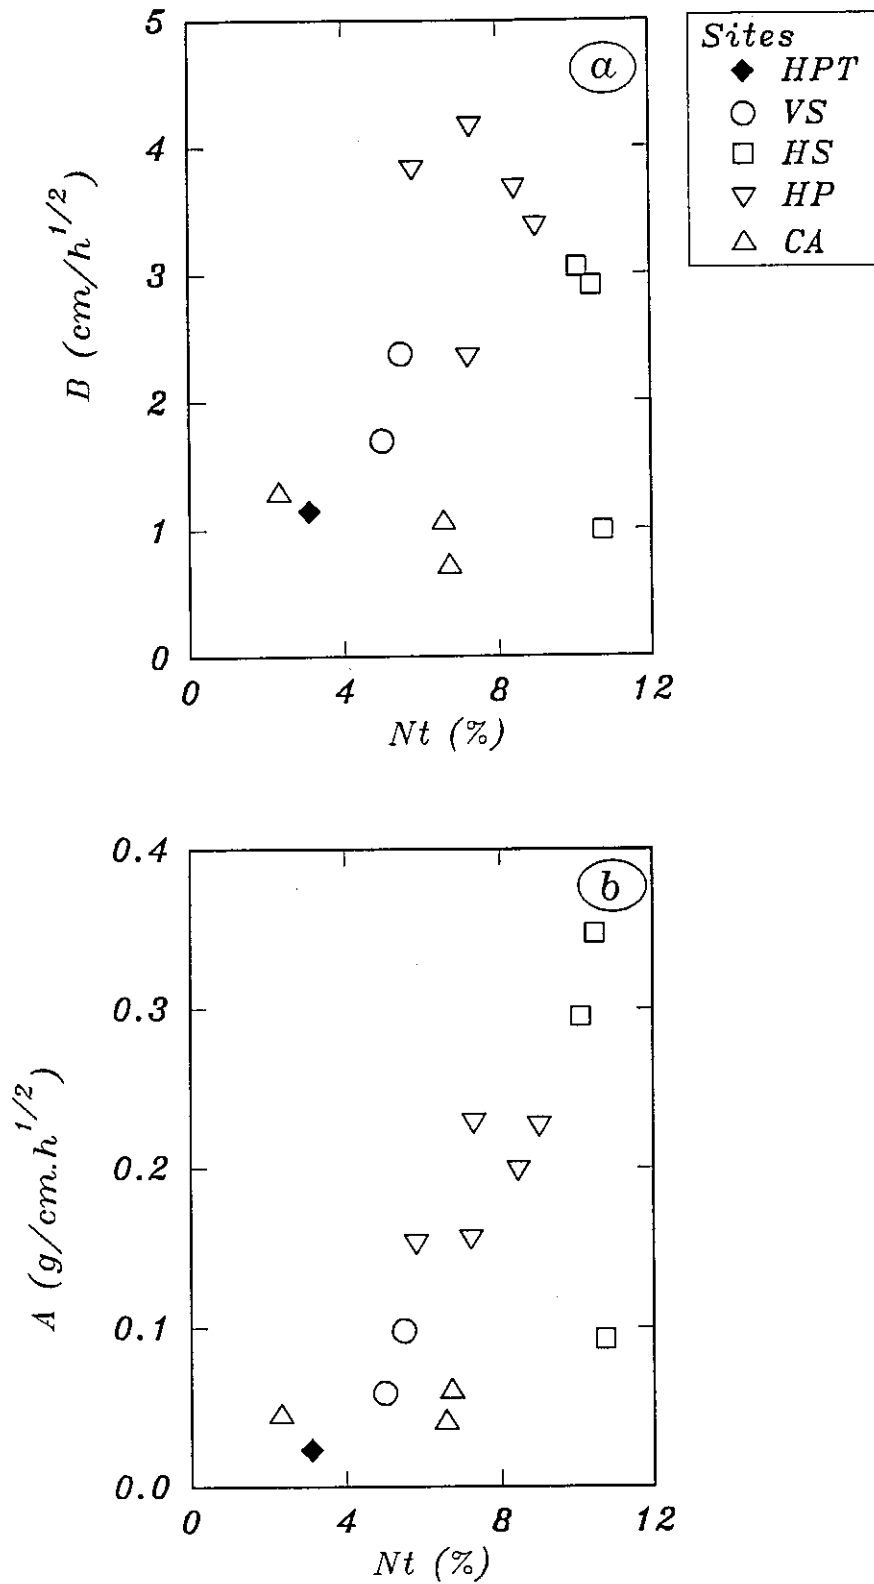 5
4
3
2
1
0
B (cm/h^1/2)
0 4 8 12
Nt (%)
a
Sites
HPT
VS
HS
HP
CA
0.4
0.3
0.2
0.1
0.0
A (g/cm.h^1/2)
0 4 8 12
Nt (%)
b